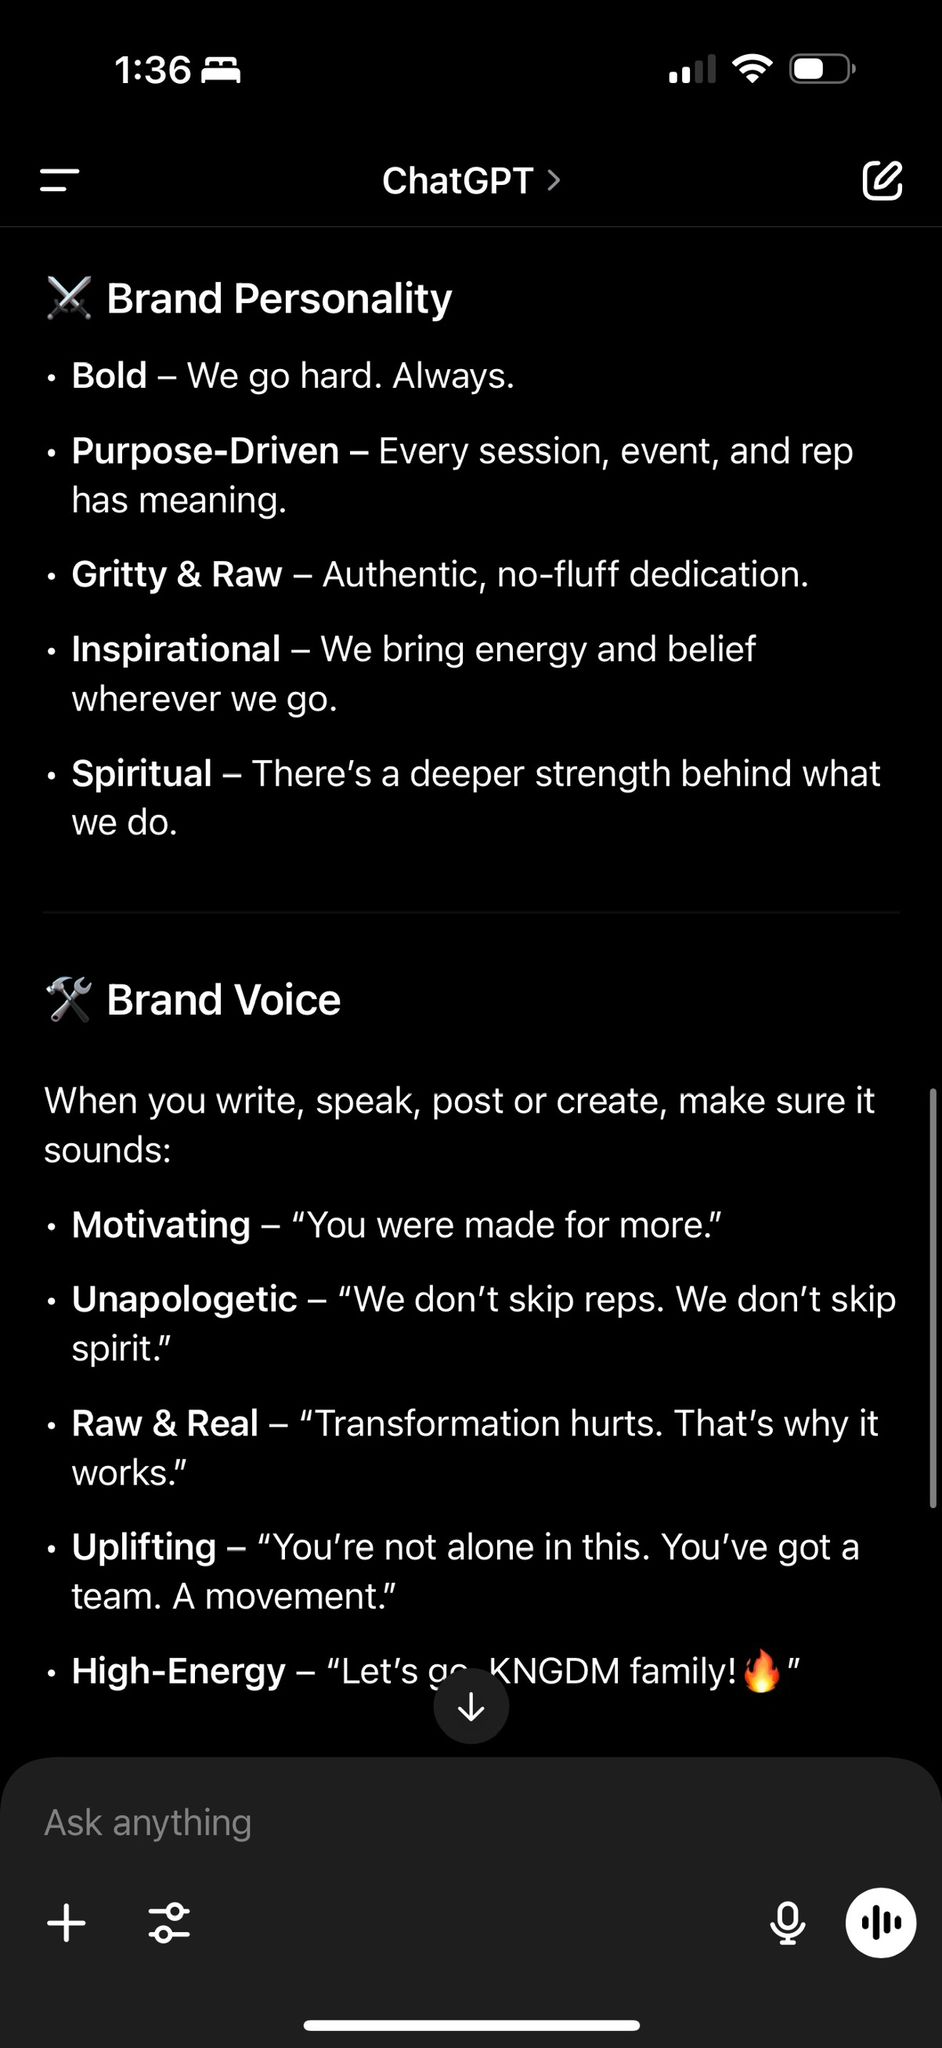 1:36
ChatGPT >
⚔️ Brand Personality
• Bold – We go hard. Always.
• Purpose-Driven – Every session, event, and rep
has meaning.
• Gritty & Raw – Authentic, no-fluff dedication.
• Inspirational – We bring energy and belief
wherever we go.
• Spiritual – There’s a deeper strength behind what
we do.
🛠️ Brand Voice
When you write, speak, post or create, make sure it
sounds:
• Motivating – “You were made for more.”
• Unapologetic – “We don’t skip reps. We don’t skip
spirit.”
• Raw & Real – “Transformation hurts. That’s why it
works.”
• Uplifting – “You’re not alone in this. You’ve got a
team. A movement.”
• High-Energy – “Let’s go, KNGDM family!🔥”
Ask anything